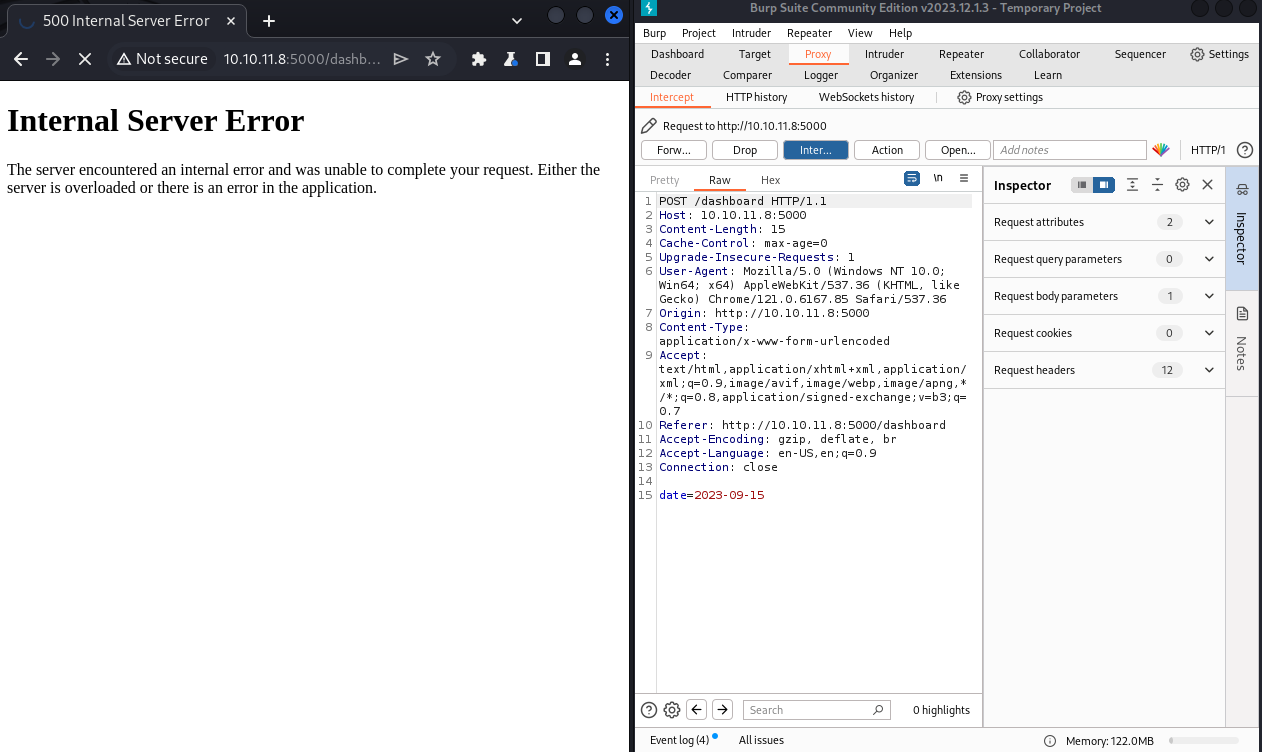 500 Internal Server Error
Not secure 10.10.11.8:5000/dashb...
Internal Server Error
The server encountered an internal error and was unable to complete your request. Either the
server is overloaded or there is an error in the application.
Burp Suite Community Edition v2023.12.1.3 - Temporary Project
Burp Project Intruder Repeater View Help
Dashboard Target Proxy Intruder Repeater Collaborator Sequencer Settings
Decoder Comparer Logger Organizer Extensions Learn
Intercept HTTP history WebSockets history Proxy settings
Request to http://10.10.11.8:5000
Forw... Drop Inter... Action Open... Add notes HTTP/1
Pretty Raw Hex \n
1 POST /dashboard HTTP/1.1
2 Host: 10.10.11.8:5000
3 Content-Length: 15
4 Cache-Control: max-age=0
5 Upgrade-Insecure-Requests: 1
6 User-Agent: Mozilla/5.0 (Windows NT 10.0;
Win64; x64) AppleWebKit/537.36 (KHTML, like
Gecko) Chrome/121.0.6167.85 Safari/537.36
7 Origin: http://10.10.11.8:5000
8 Content-Type:
application/x-www-form-urlencoded
9 Accept:
text/html,application/xhtml+xml,application/
xml;q=0.9,image/avif,image/webp,image/apng,*
/*;q=0.8,application/signed-exchange;v=b3;q=
0.7
10 Referer: http://10.10.11.8:5000/dashboard
11 Accept-Encoding: gzip, deflate, br
12 Accept-Language: en-US,en;q=0.9
13 Connection: close
14
15 date=2023-09-15
Search 0 highlights
Inspector
Request attributes 2
Request query parameters 0
Request body parameters 1
Request cookies 0
Request headers 12
Inspector
Notes
Event log (4) All issues Memory: 122.0MB